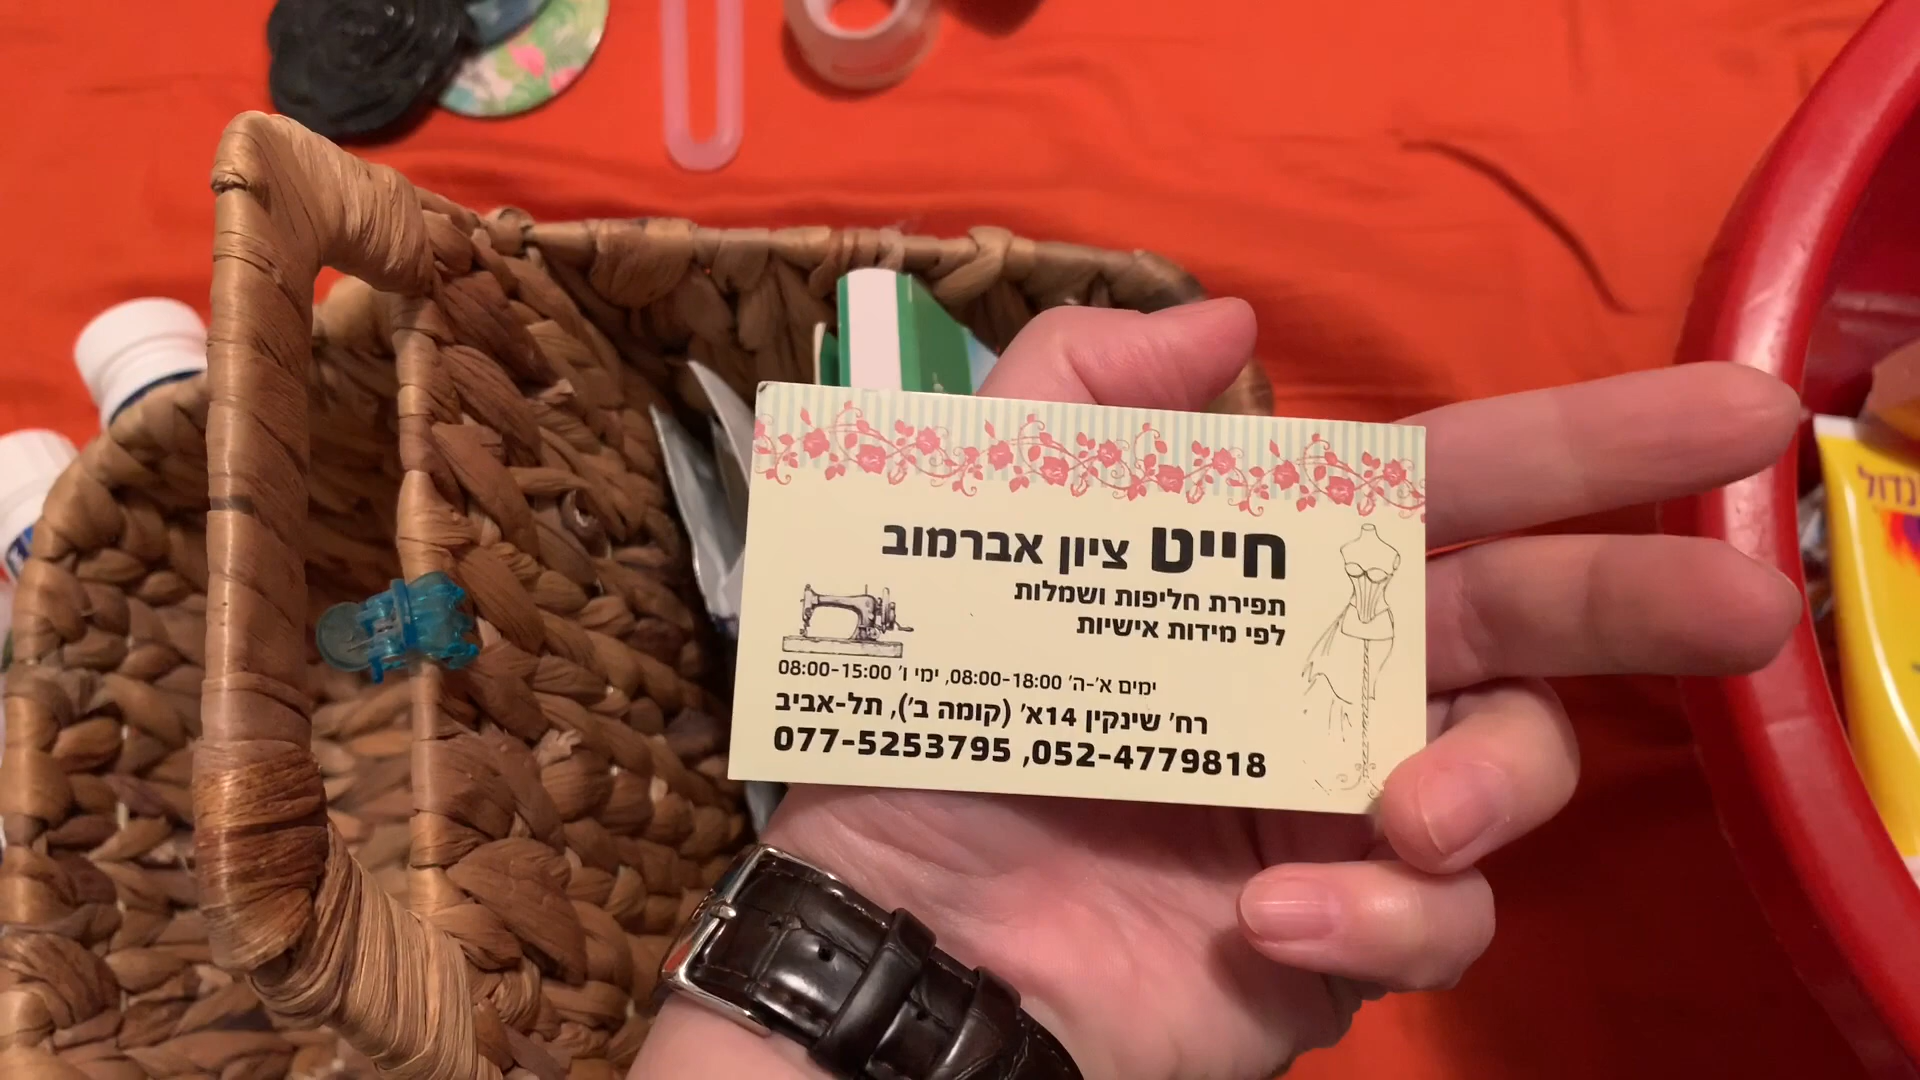 חייט ציון אברמוב
תפירת חליפות ושמלות
לפי מידות אישיות
ימים א׳-ה׳ 08:00-18:00, ימי ו׳ 08:00-15:00
רח׳ שינקין 14א׳ (קומה ב׳), תל-אביב
052-4779818, 077-5253795